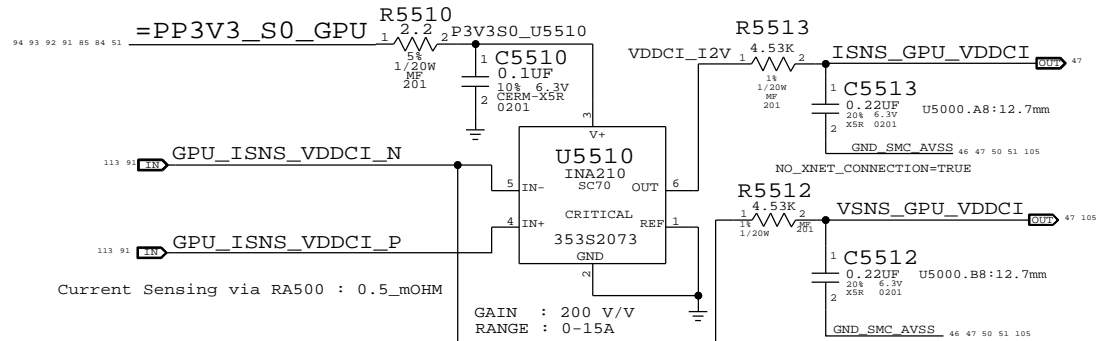 94 93 92 91 85 84 51 =PP3V3_S0_GPU
R5510
2.2
1 2
5%
1/20W
MF
201
P3V3S0_U5510
1
C5510
0.1UF
10% 6.3V
2 CERM-X5R
0201
VDDCI_I2V
R5513
4.53K
1 2
1%
1/20W
MF
201
ISNS_GPU_VDDCI
OUT 47
1
C5513
0.22UF
20% 6.3V
2 X5R 0201
U5000.A8:12.7mm
GND_SMC_AVSS 46 47 50 51 105
NO_XNET_CONNECTION=TRUE
3
V+
U5510
INA210
SC70
5 IN- OUT 6
CRITICAL
4 IN+ REF 1
353S2073
GND
2
113 91 IN GPU_ISNS_VDDCI_N
113 91 IN GPU_ISNS_VDDCI_P
R5512
4.53K
1 2
1%
1/20W
MF
201
VSNS_GPU_VDDCI
OUT 47 105
1
C5512
0.22UF
20% 6.3V
2 X5R 0201
U5000.B8:12.7mm
GND_SMC_AVSS 46 47 50 51 105
Current Sensing via RA500 : 0.5_mOHM
GAIN : 200 V/V
RANGE : 0-15A